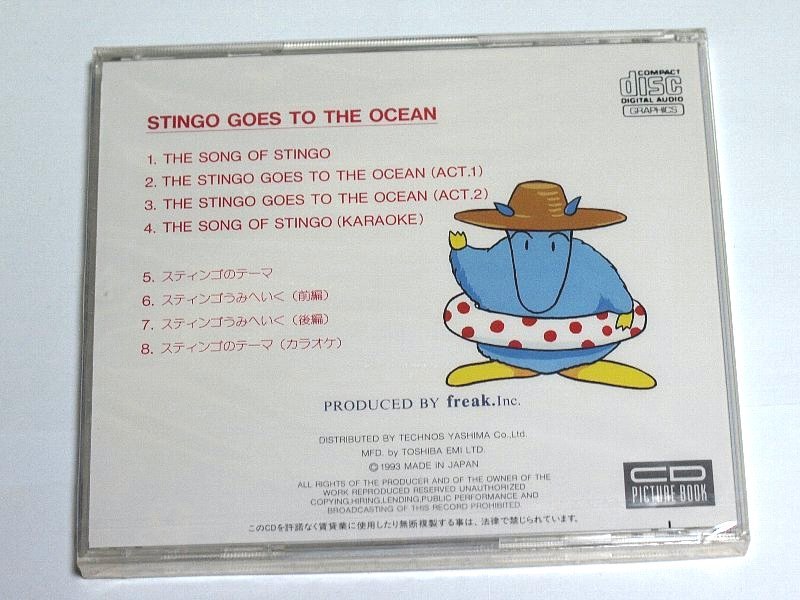 COMPACT
disc
DIGITAL AUDIO
GRAPHICS
STINGO GOES TO THE OCEAN
1. THE SONG OF STINGO
2. THE STINGO GOES TO THE OCEAN (ACT.1)
3. THE STINGO GOES TO THE OCEAN (ACT.2)
4. THE SONG OF STINGO (KARAOKE)
5. スティンゴのテーマ
6. スティンゴうみへいく（前編）
7. スティンゴうみへいく（後編）
8. スティンゴのテーマ（カラオケ）
PRODUCED BY freak.Inc.
DISTRIBUTED BY TECHNOS YASHIMA Co.,Ltd.
MFD. by TOSHIBA EMI LTD.
©1993 MADE IN JAPAN
ALL RIGHTS OF THE PRODUCER AND OF THE OWNER OF THE
WORK REPRODUCED RESERVED UNAUTHORIZED
COPYING,HIRING,LENDING,PUBLIC PERFORMANCE AND
BROADCASTING OF THIS RECORD PROHIBITED.
このCDを許諾なく賃貸業に使用したり無断複製する事は、法律で禁じられています。
CD
PICTURE BOOK